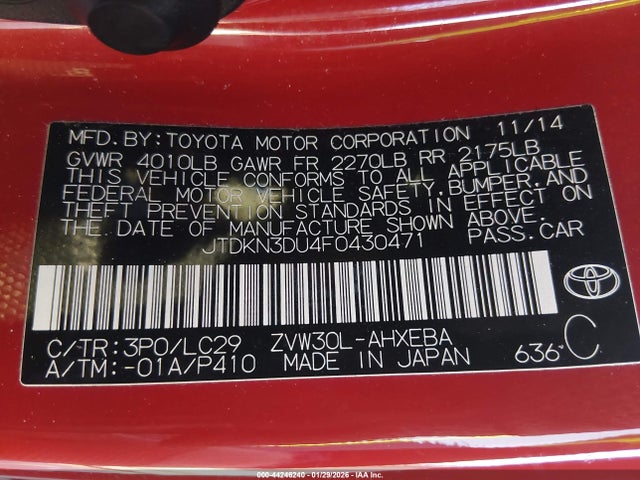 MFD. BY: TOYOTA MOTOR CORPORATION 11/14
GVWR 4010LB GAWR FR 2270LB RR 2175LB
THIS VEHICLE CONFORMS TO ALL APPLICABLE
FEDERAL MOTOR VEHICLE SAFETY, BUMPER, AND
THEFT PREVENTION STANDARDS IN EFFECT ON
THE DATE OF MANUFACTURE SHOWN ABOVE.
JTDKN3DU4F0430471 PASS. CAR
C/TR: 3P0/LC29 ZVW30L-AHXEBA
A/TM: -01A/P410 MADE IN JAPAN 636 C
000-44246240 - 01/29/2026 - © IAA Inc.